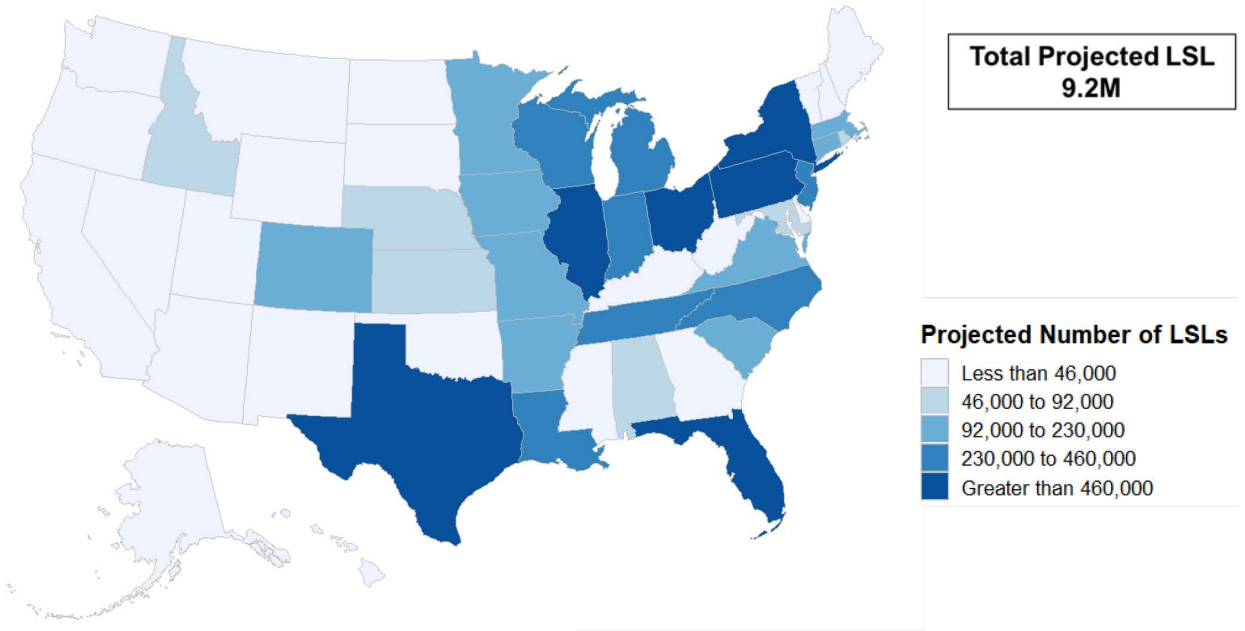 Total Projected LSL
9.2M
Projected Number of LSLs
Less than 46,000
46,000 to 92,000
92,000 to 230,000
230,000 to 460,000
Greater than 460,000